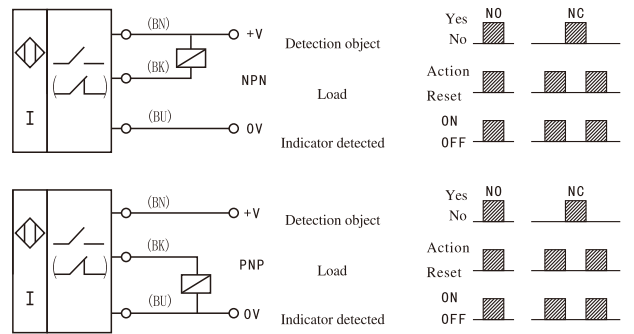 (BN)
+V
(BK)
NPN
I
(BU)
0V
Detection object
Load
Indicator detected
NO
NC
Yes
No
Action
Reset
ON
OFF
(BN)
+V
(BK)
PNP
I
(BU)
0V
Detection object
Load
Indicator detected
NO
NC
Yes
No
Action
Reset
ON
OFF